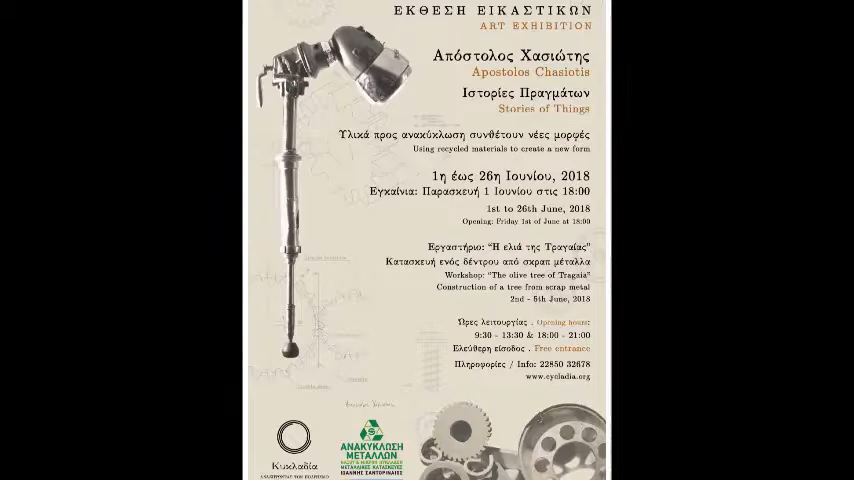 ΕΚΘΕΣΗ ΕΙΚΑΣΤΙΚΩΝ
ART EXHIBITION
Απόστολος Χασιώτης
Apostolos Chasiotis
Ιστορίες Πραγμάτων
Stories of Things
Υλικά προς ανακύκλωση συνθέτουν νέες μορφές
Using recycled materials to create a new form
1η έως 26η Ιουνίου, 2018
Εγκαίνια: Παρασκευή 1 Ιουνίου στις 18:00
1st to 26th June, 2018
Opening: Friday 1st of June at 18:00
Εργαστήριο: “Η ελιά της Τραγαίας”
Κατασκευή ενός δέντρου από σκραπ μέταλλα
Workshop: “The olive tree of Tragaia”
Construction of a tree from scrap metal
2nd - 5th June, 2018
Ώρες λειτουργίας . Opening hours:
9:30 - 13:30 & 18:00 - 21:00
Ελεύθερη είσοδος . Free entrance
Πληροφορίες / Info: 22850 32678
www.cycladia.org
Κυκλαδία
ΑΝΑΚΥΚΛΩΣΗ
ΜΕΤΑΛΛΩΝ
ΜΕΤΑΛΛΙΚΕΣ ΚΑΤΑΣΚΕΥΕΣ
ΙΩΑΝΝΗΣ ΣΑΝΤΟΡΙΝΑΙΟΣ